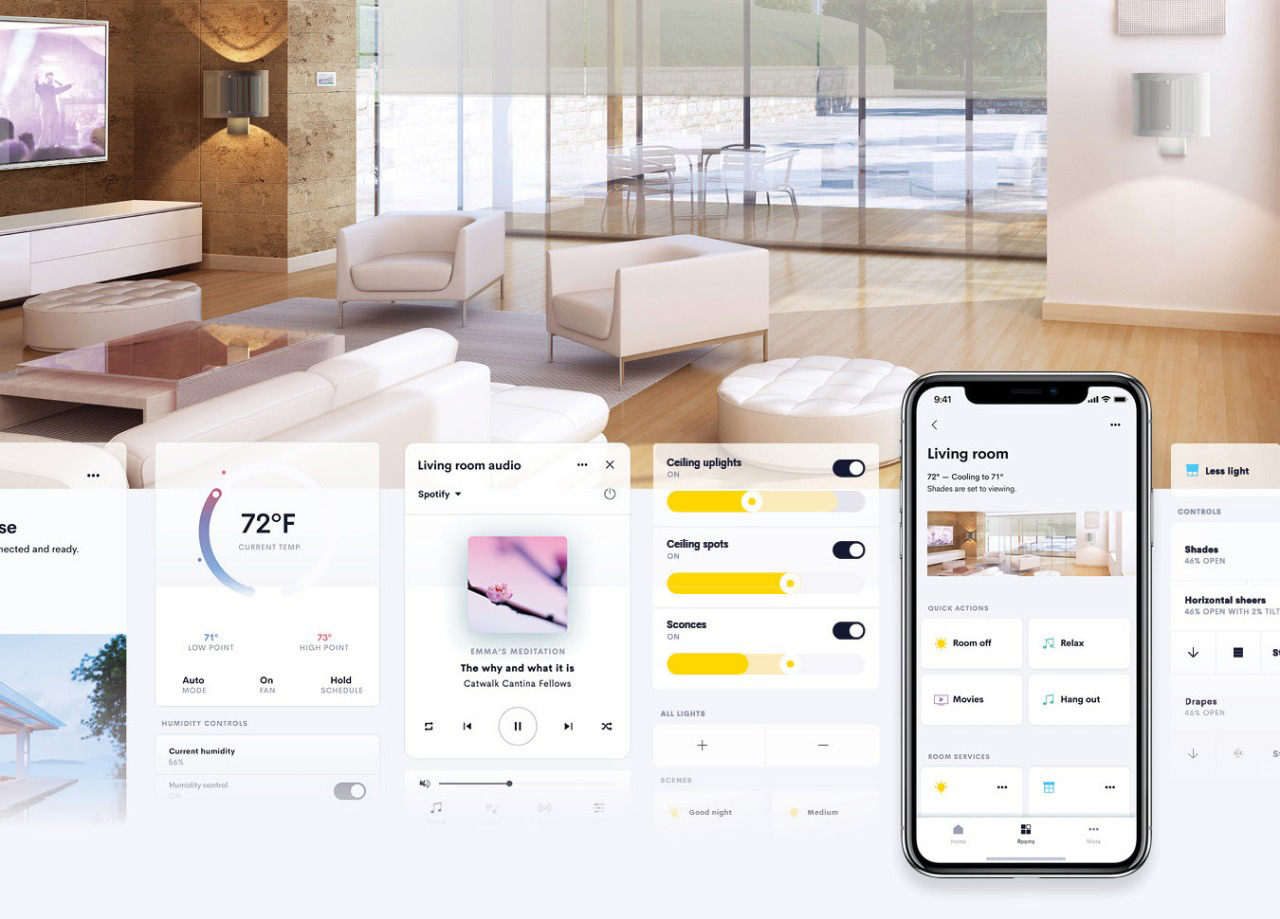 se
nected and ready.
72°F
CURRENT TEMP.
71°
LOW POINT
73°
HIGH POINT
Auto
MODE
On
FAN
Hold
SCHEDULE
HUMIDITY CONTROLS
Current humidity
56%
Humidity control
ON
Living room audio
Spotify
EMMA'S MEDITATION
The why and what it is
Catwalk Cantina Fellows
Ceiling uplights
ON
Ceiling spots
ON
Sconces
ON
ALL LIGHTS
SCENES
Good night
Medium
9:41
Living room
72° — Cooling to 71°
Shades are set to viewing.
QUICK ACTIONS
Room off
Relax
Movies
Hang out
ROOM SERVICES
Home
Rooms
More
Less light
CONTROLS
Shades
46% OPEN
Horizontal sheers
46% OPEN WITH 2% TILT
Drapes
46% OPEN